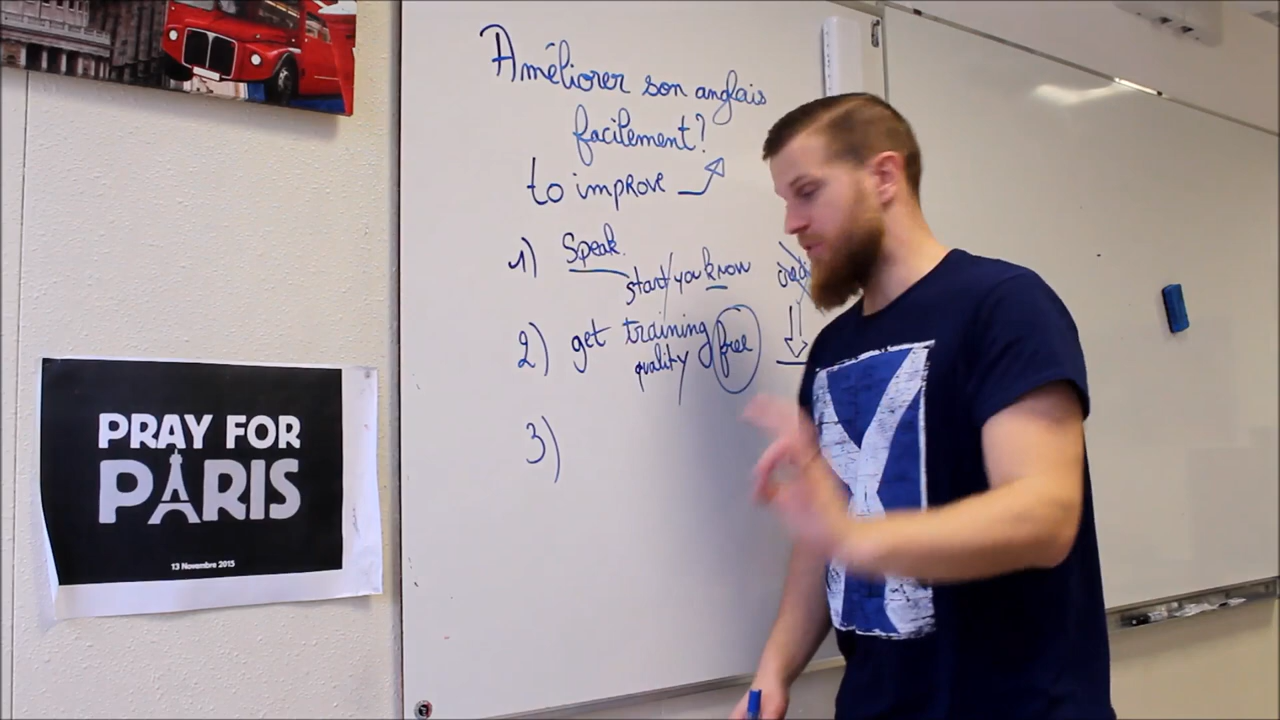 Améliorer son anglais
facilement?
to improve
1) Speak.
start/you know
2) get training free
quality
3)
PRAY FOR
PARIS
13 Novembre 2015